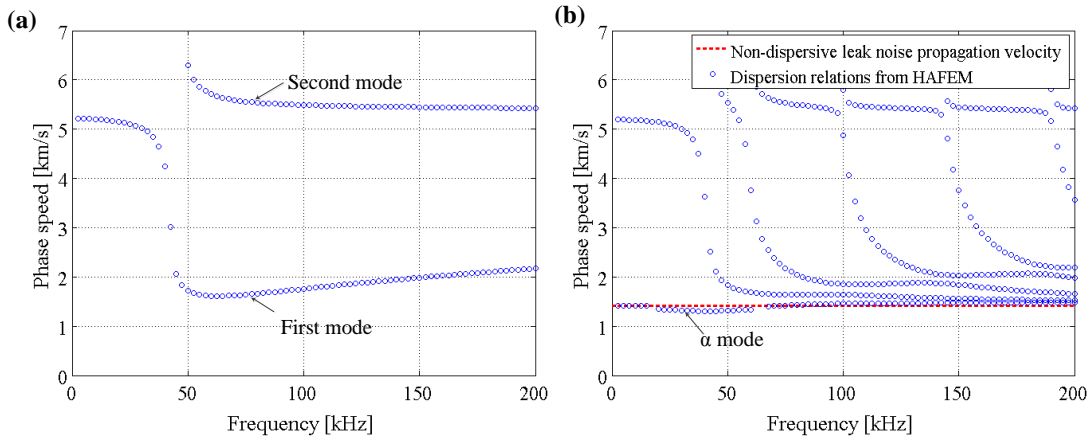 (a)
7
6
5
4
3
2
1
0
Phase speed [km/s]
Second mode
First mode
0 50 100 150 200
Frequency [kHz]
(b)
7
6
5
4
3
2
1
0
Phase speed [km/s]
Non-dispersive leak noise propagation velocity
Dispersion relations from HAFEM
α mode
0 50 100 150 200
Frequency [kHz]